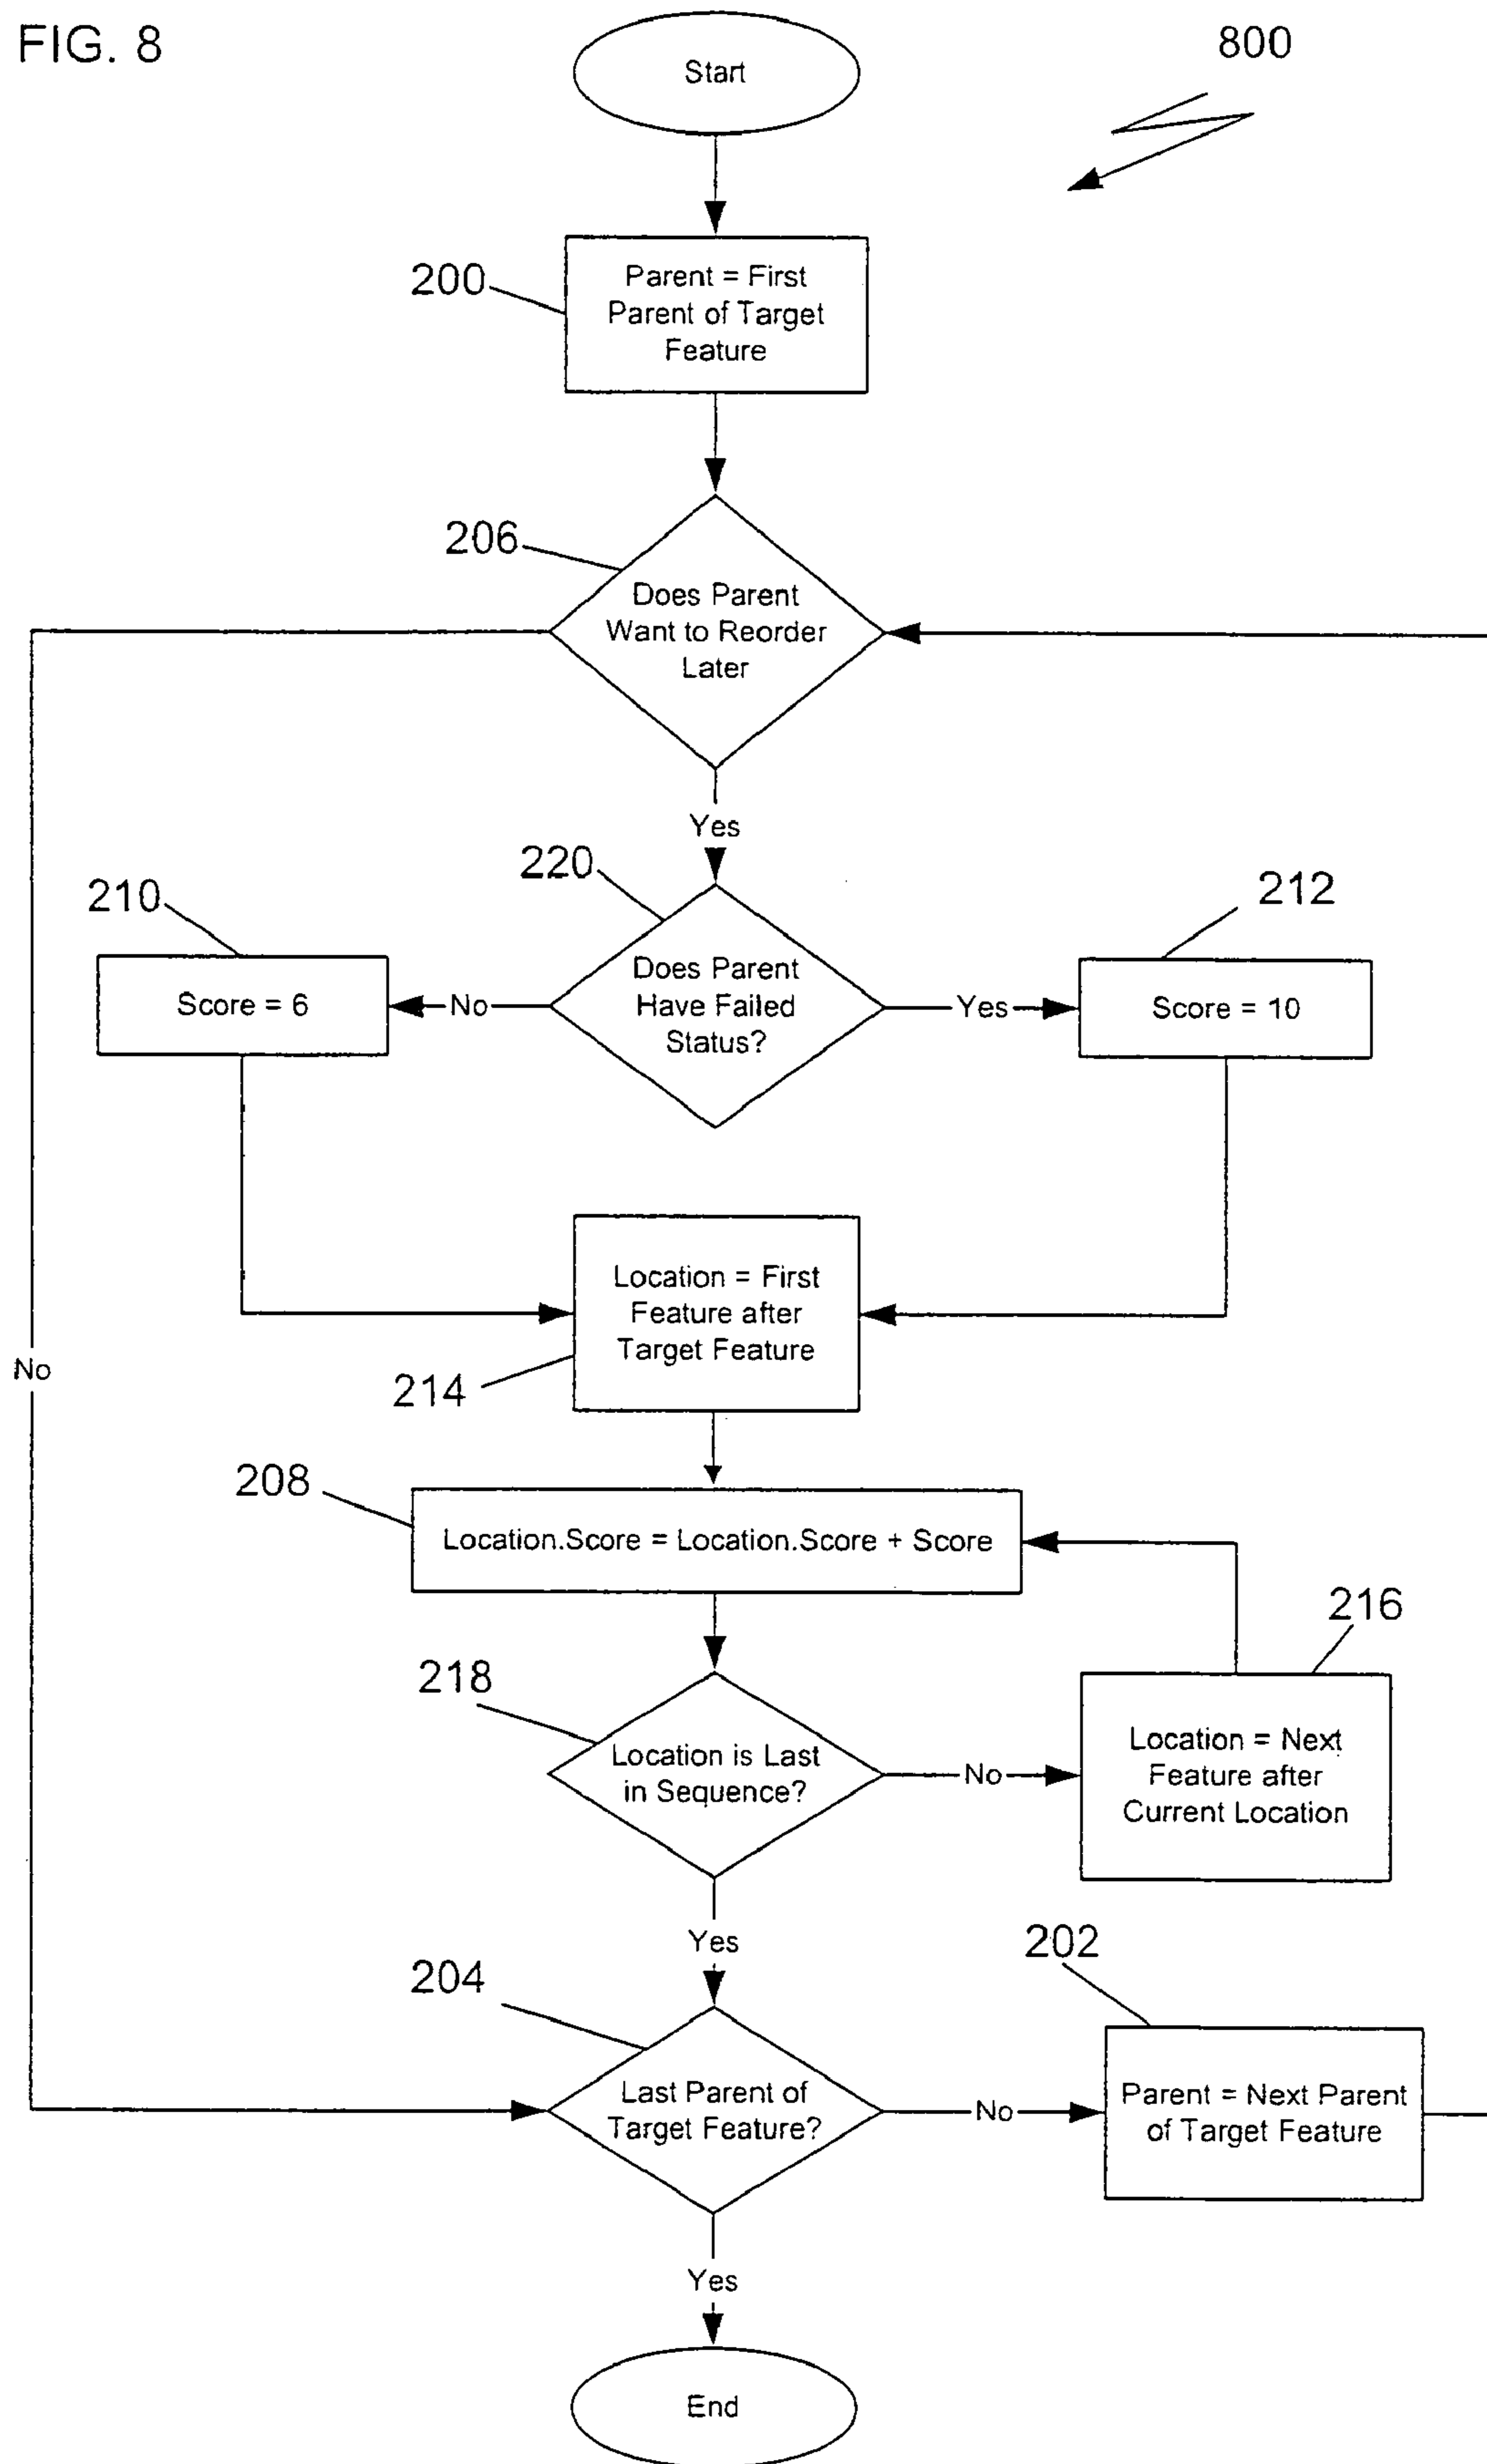 FIG. 8
800
Start
200
Parent = First
Parent of Target
Feature
206
Does Parent
Want to Reorder
Later
Yes
220
210
212
Score = 6
No
Does Parent
Have Failed
Status?
Yes
Score = 10
Location = First
Feature after
Target Feature
No
214
208
Location.Score = Location.Score + Score
216
218
Location is Last
in Sequence?
No
Location = Next
Feature after
Current Location
Yes
202
204
Last Parent of
Target Feature?
No
Parent = Next Parent
of Target Feature
Yes
End